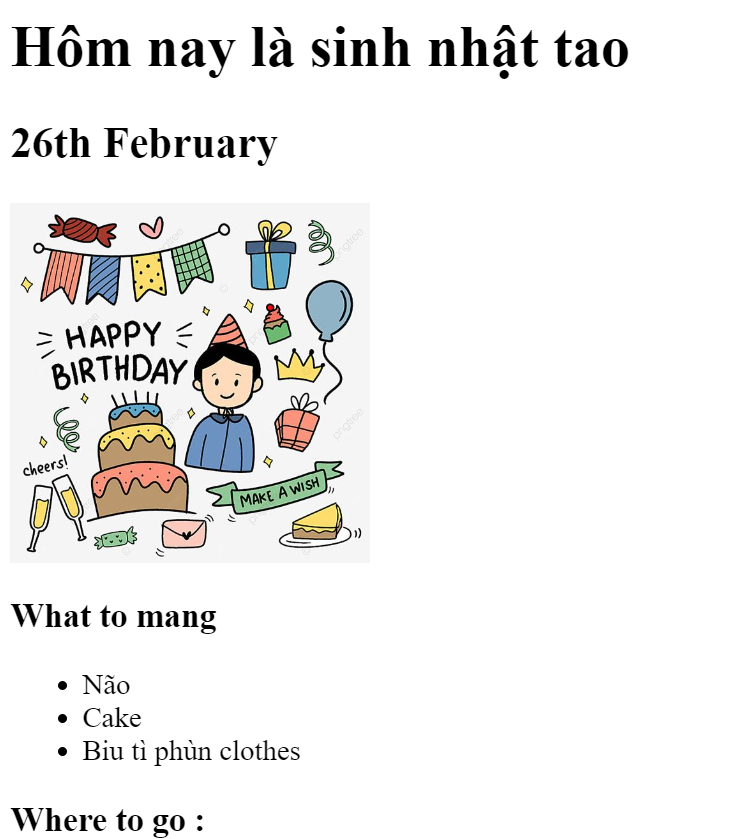 Hôm nay là sinh nhật tao
26th February
HAPPY
BIRTHDAY
cheers!
MAKE A WISH
What to mang
Não
Cake
Biu tì phùn clothes
Where to go :